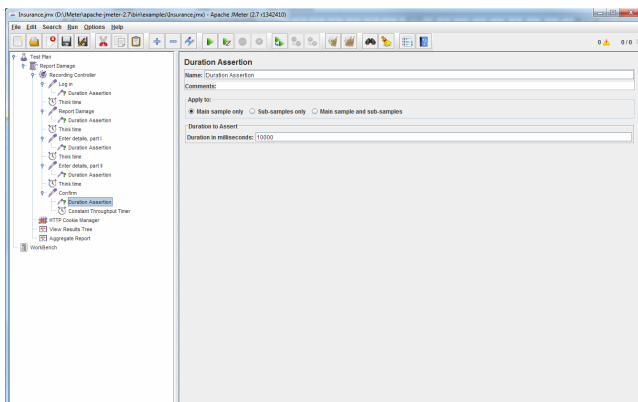 Insurance.jmx (D:\JMeter\apache-jmeter-2.7\bin\examples\Insurance.jmx) - Apache JMeter (2.7 r1342410)
File Edit Search Run Options Help
0 0 / 0
Test Plan
Report Damage
Recording Controller
Log in
Duration Assertion
Think time
Report Damage
Duration Assertion
Think time
Enter details, part I
Duration Assertion
Think time
Enter details, part II
Duration Assertion
Think time
Confirm
Duration Assertion
Constant Throughput Timer
HTTP Cookie Manager
View Results Tree
Aggregate Report
WorkBench
Duration Assertion
Name: Duration Assertion
Comments:
Apply to:
Main sample only Sub-samples only Main sample and sub-samples
Duration to Assert
Duration in milliseconds: 10000